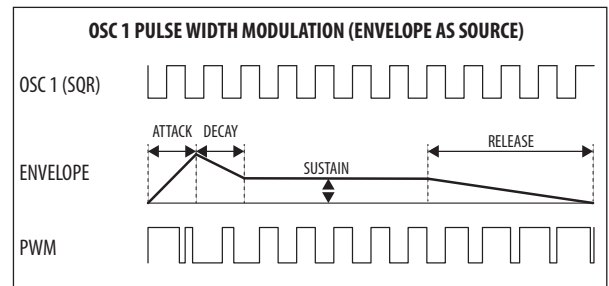 OSC 1 PULSE WIDTH MODULATION (ENVELOPE AS SOURCE)
OSC 1 (SQR)
ATTACK DECAY RELEASE
ENVELOPE SUSTAIN
PWM